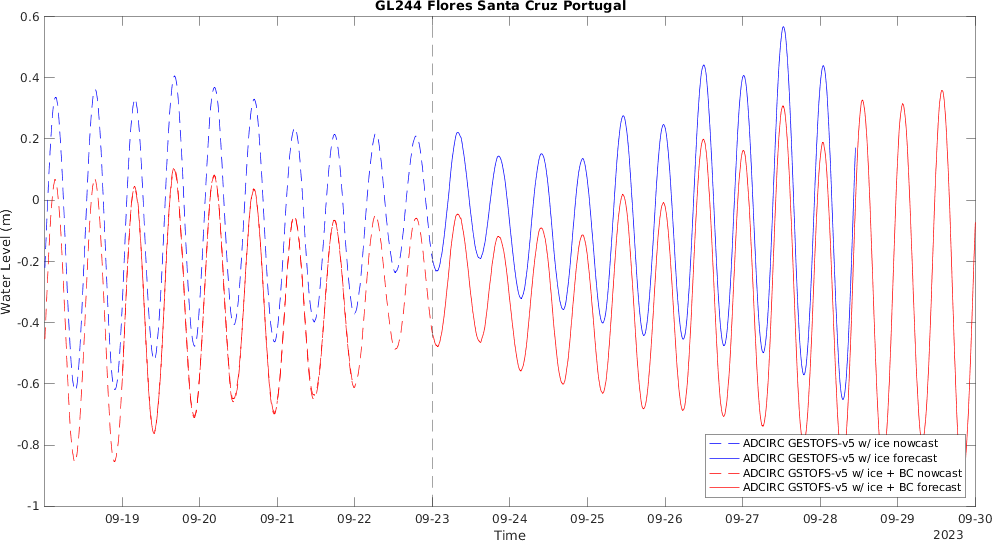 GL244 Flores Santa Cruz Portugal
0.6
0.4
0.2
0
-0.2
-0.4
-0.6
-0.8
-1
Water Level (m)
ADCIRC GESTOFS-v5 w/ ice nowcast
ADCIRC GESTOFS-v5 w/ ice forecast
ADCIRC GSTOFS-v5 w/ ice + BC nowcast
ADCIRC GSTOFS-v5 w/ ice + BC forecast
09-19 09-20 09-21 09-22 09-23 09-24 09-25 09-26 09-27 09-28 09-29 09-30
Time
2023